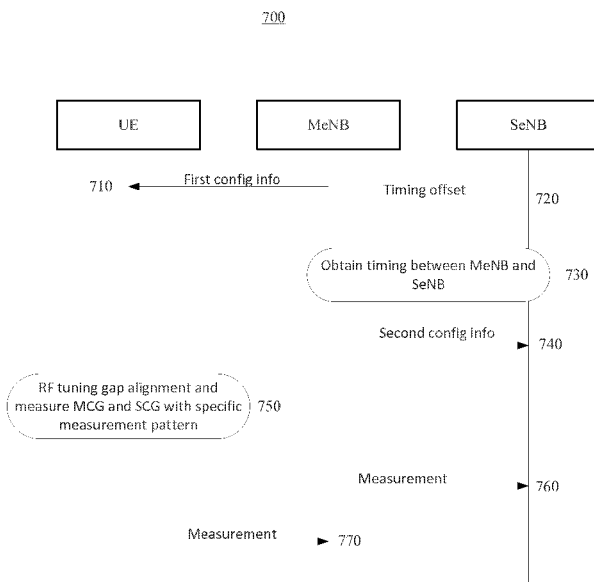 700
UE
MeNB
SeNB
710
First config info
Timing offset
720
Obtain timing between MeNB and
SeNB
730
Second config info
740
RF tuning gap alignment and
measure MCG and SCG with specific
measurement pattern
750
Measurement
760
Measurement
770